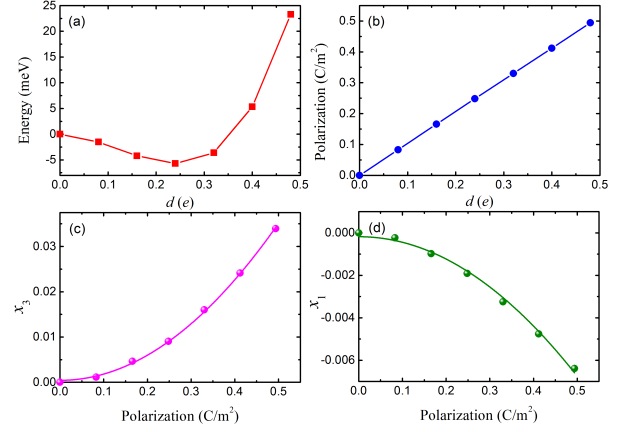 (a)
25
20
15
10
5
0
-5
Energy (meV)
0.0 0.1 0.2 0.3 0.4 0.5
d (e)
(b)
0.5
0.4
0.3
0.2
0.1
0.0
Polarization (C/m²)
0.0 0.1 0.2 0.3 0.4 0.5
d (e)
(c)
0.03
0.02
0.01
0.00
x₃
0.0 0.1 0.2 0.3 0.4 0.5
Polarization (C/m²)
(d)
0.000
-0.002
-0.004
-0.006
x₁
0.0 0.1 0.2 0.3 0.4 0.5
Polarization (C/m²)